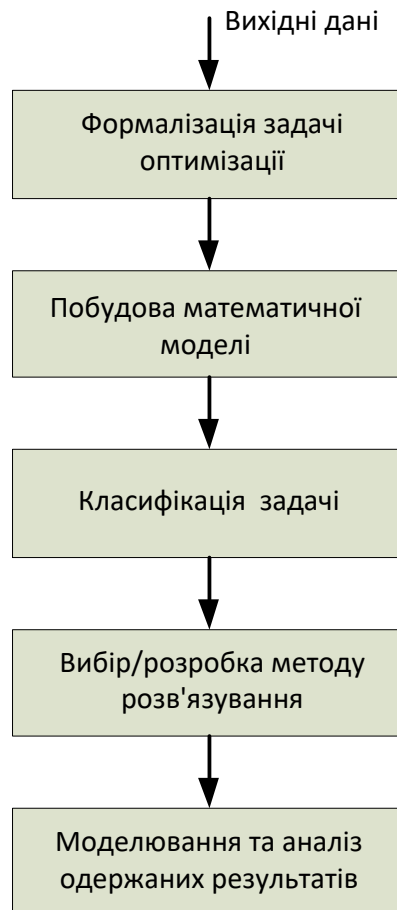 Вихідні дані
Формалізація задачі
оптимізації
Побудова математичної
моделі
Класифікація задачі
Вибір/розробка методу
розв'язування
Моделювання та аналіз
одержаних результатів